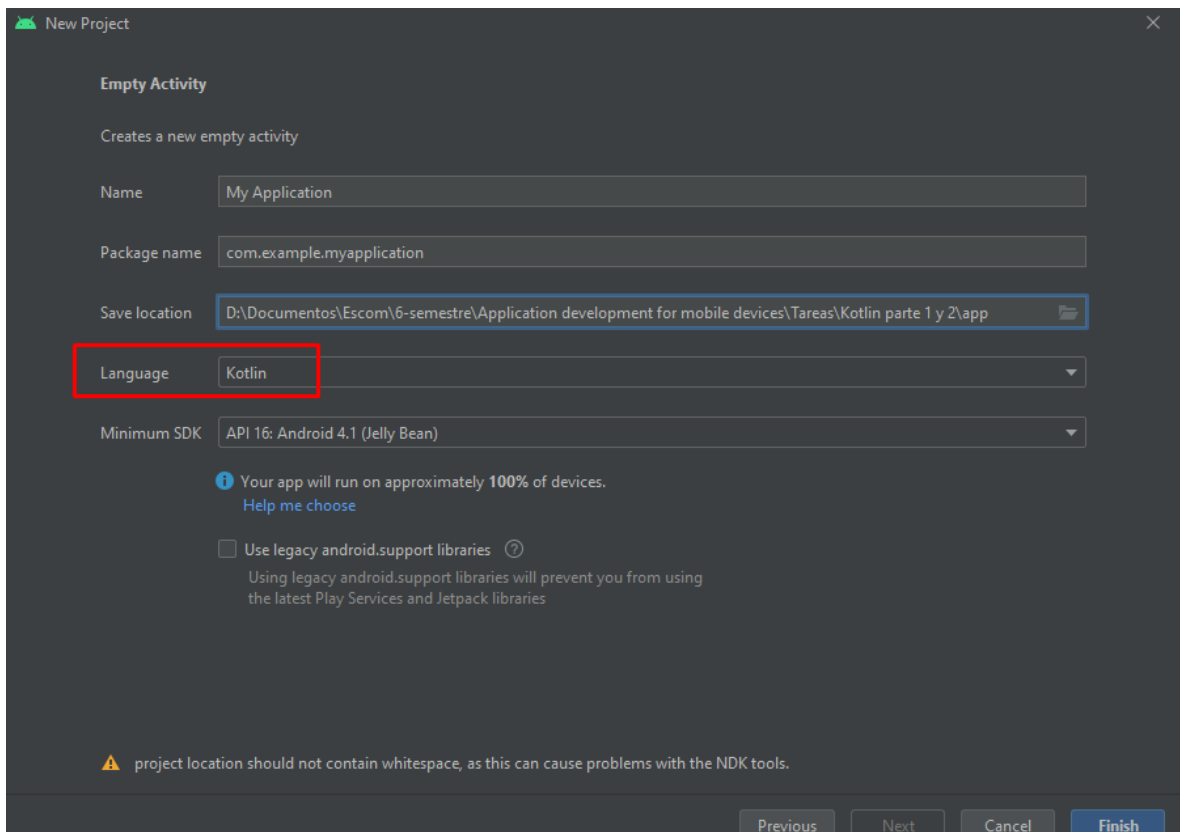 New Project
Empty Activity
Creates a new empty activity
Name My Application
Package name com.example.myapplication
Save location D:\Documentos\Escom\6-semestre\Application development for mobile devices\Tareas\Kotlin parte 1 y 2\app
Language Kotlin
Minimum SDK API 16: Android 4.1 (Jelly Bean)
Your app will run on approximately 100% of devices.
Help me choose
Use legacy android.support libraries ?
Using legacy android.support libraries will prevent you from using
the latest Play Services and Jetpack libraries
project location should not contain whitespace, as this can cause problems with the NDK tools.
Previous Next Cancel Finish